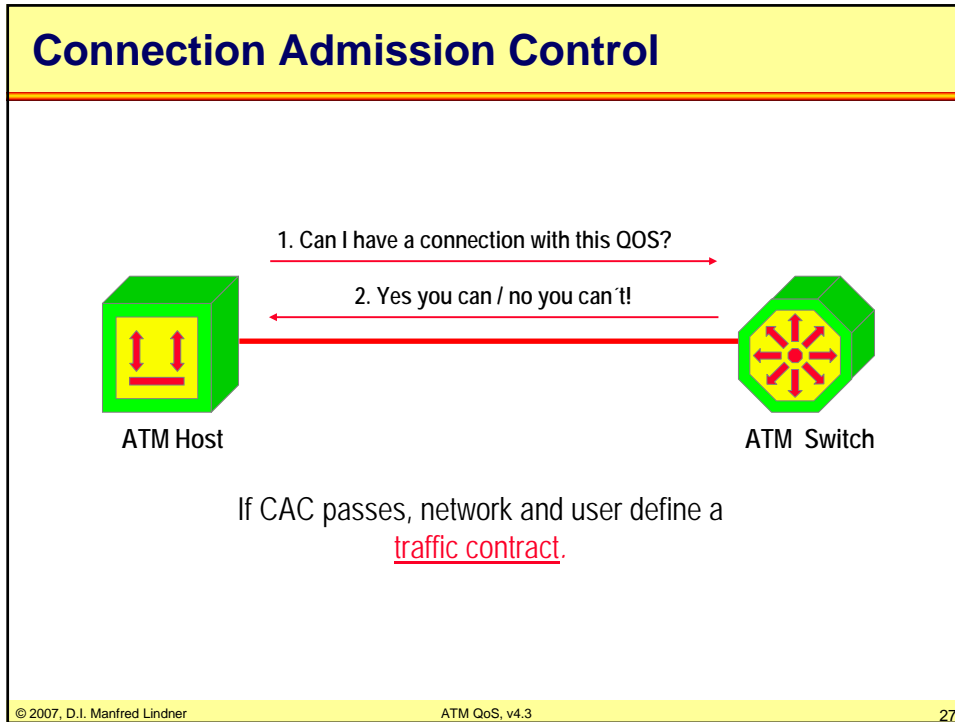 Connection Admission Control
1. Can I have a connection with this QOS?
2. Yes you can / no you can´t!
ATM Host
ATM Switch
If CAC passes, network and user define a
traffic contract.
© 2007, D.I. Manfred Lindner
ATM QoS, v4.3
27